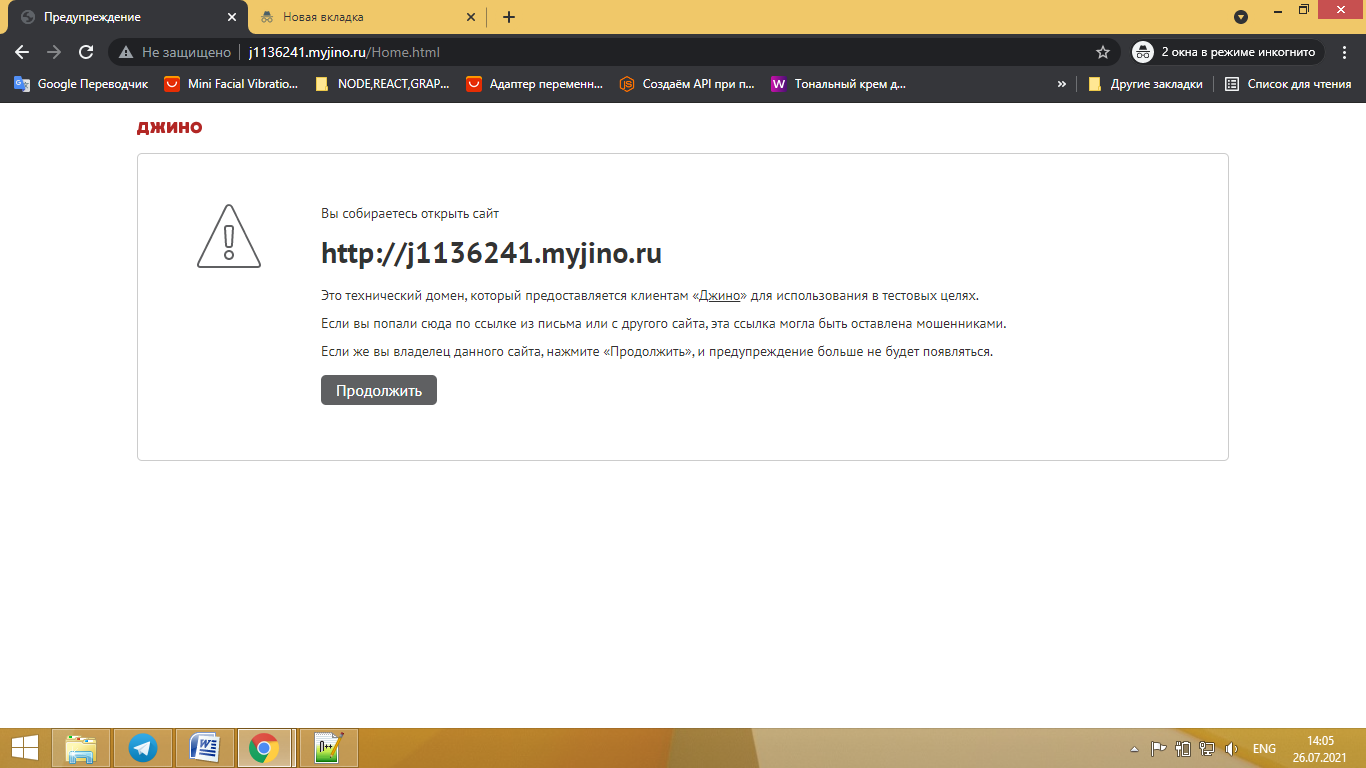 Предупреждение
Новая вкладка
Не защищено
j1136241.myjino.ru/Home.html
2 окна в режиме инкогнито
Google Переводчик
Mini Facial Vibratio...
NODE,REACT,GRAP...
Адаптер переменн...
Создаём API при п...
Тональный крем д...
»
Другие закладки
Список для чтения
джино
Вы собираетесь открыть сайт
http://j1136241.myjino.ru
Это технический домен, который предоставляется клиентам «Джино» для использования в тестовых целях.
Если вы попали сюда по ссылке из письма или с другого сайта, эта ссылка могла быть оставлена мошенниками.
Если же вы владелец данного сайта, нажмите «Продолжить», и предупреждение больше не будет появляться.
Продолжить
ENG
14:05
26.07.2021